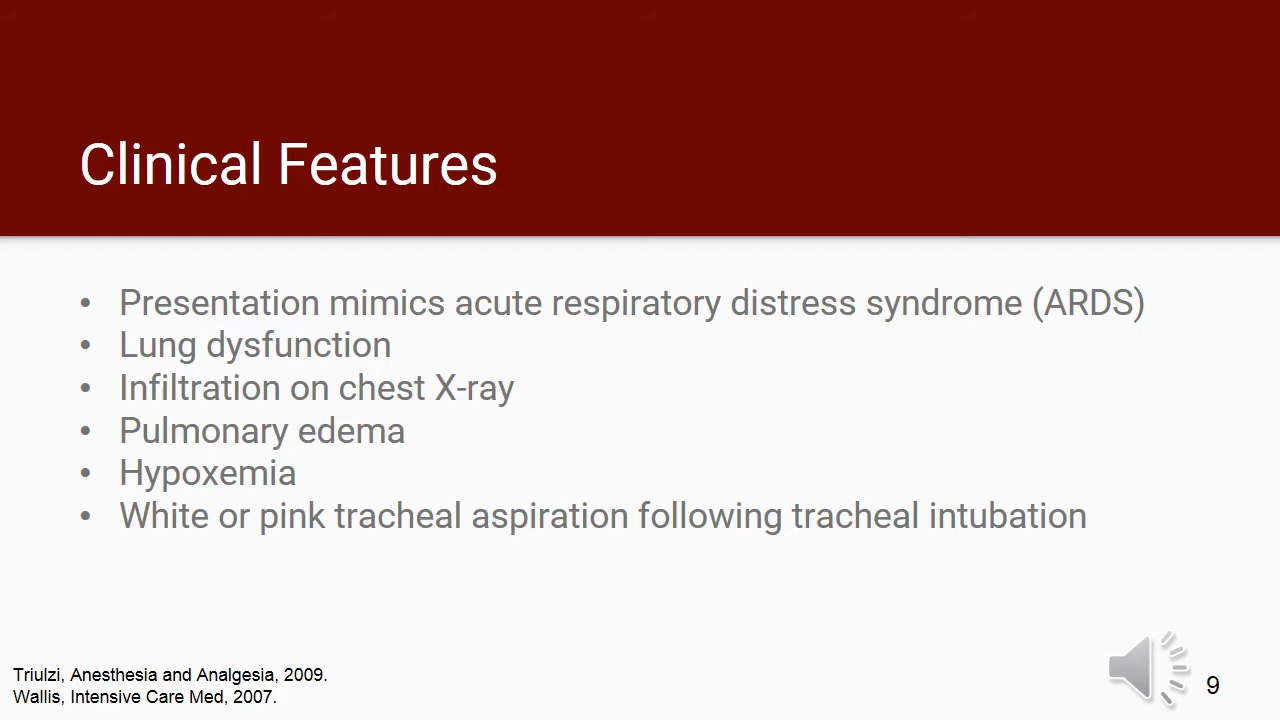 Clinical Features
• Presentation mimics acute respiratory distress syndrome (ARDS)
• Lung dysfunction
• Infiltration on chest X-ray
• Pulmonary edema
• Hypoxemia
• White or pink tracheal aspiration following tracheal intubation
Triulzi, Anesthesia and Analgesia, 2009.
Wallis, Intensive Care Med, 2007.
9